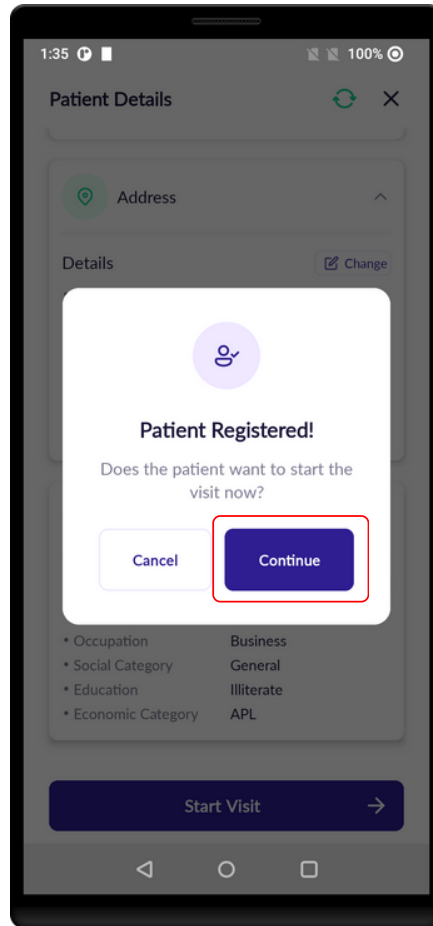 1:35 100%
Patient Details
Address
Details Change
Patient Registered!
Does the patient want to start the
visit now?
Cancel Continue
• Occupation Business
• Social Category General
• Education Illiterate
• Economic Category APL
Start Visit